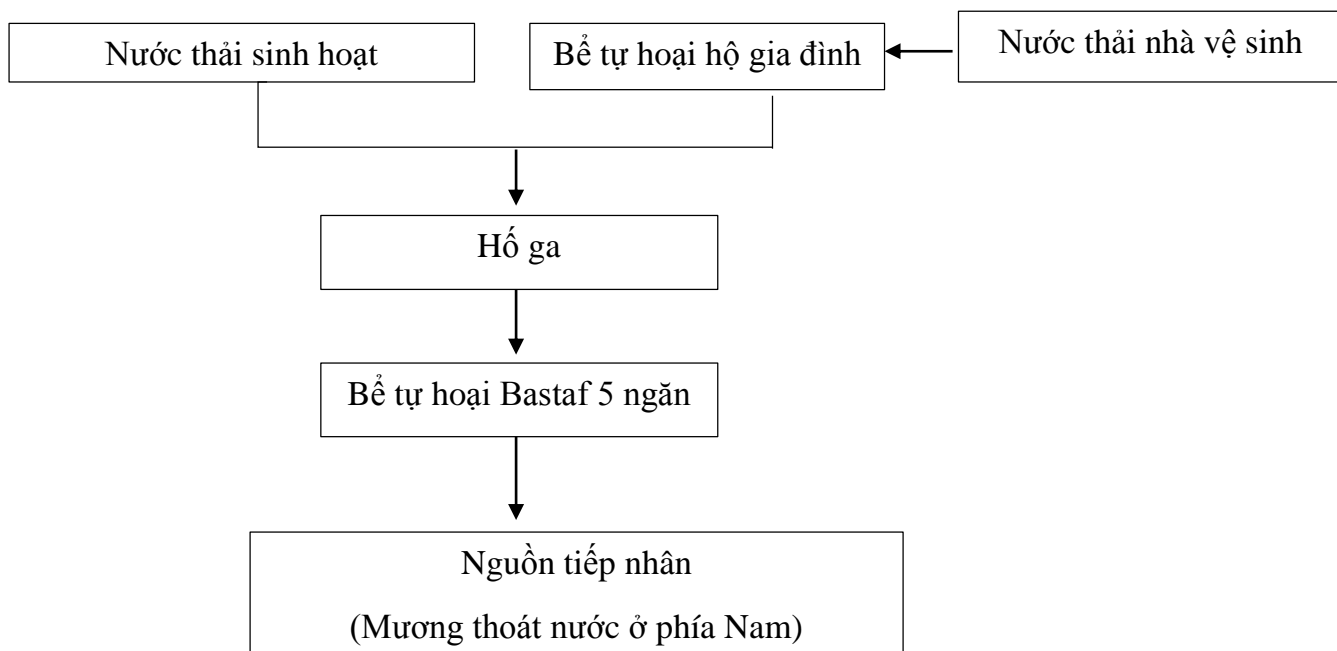 Nước thải sinh hoạt
Bể tự hoại hộ gia đình
Nước thải nhà vệ sinh
Hố ga
Bể tự hoại Bastaf 5 ngăn
Nguồn tiếp nhân
(Mương thoát nước ở phía Nam)